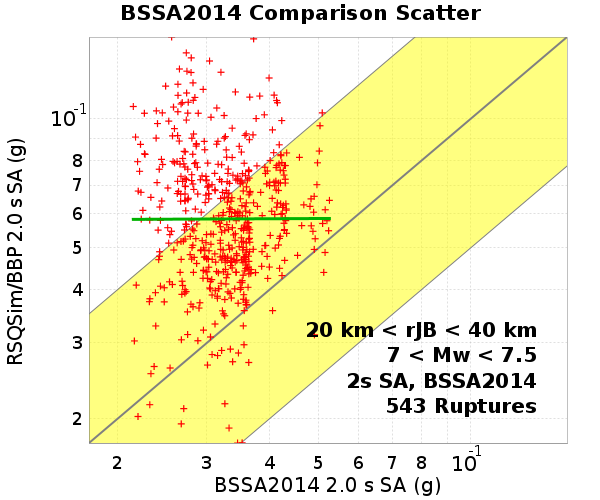 BSSA2014 Comparison Scatter
RSQSim/BBP 2.0 s SA (g)
10-1
8
7
6
5
4
3
2
20 km < rJB < 40 km
7 < Mw < 7.5
2s SA, BSSA2014
543 Ruptures
2 3 4 5 6 7 8 10-1
BSSA2014 2.0 s SA (g)